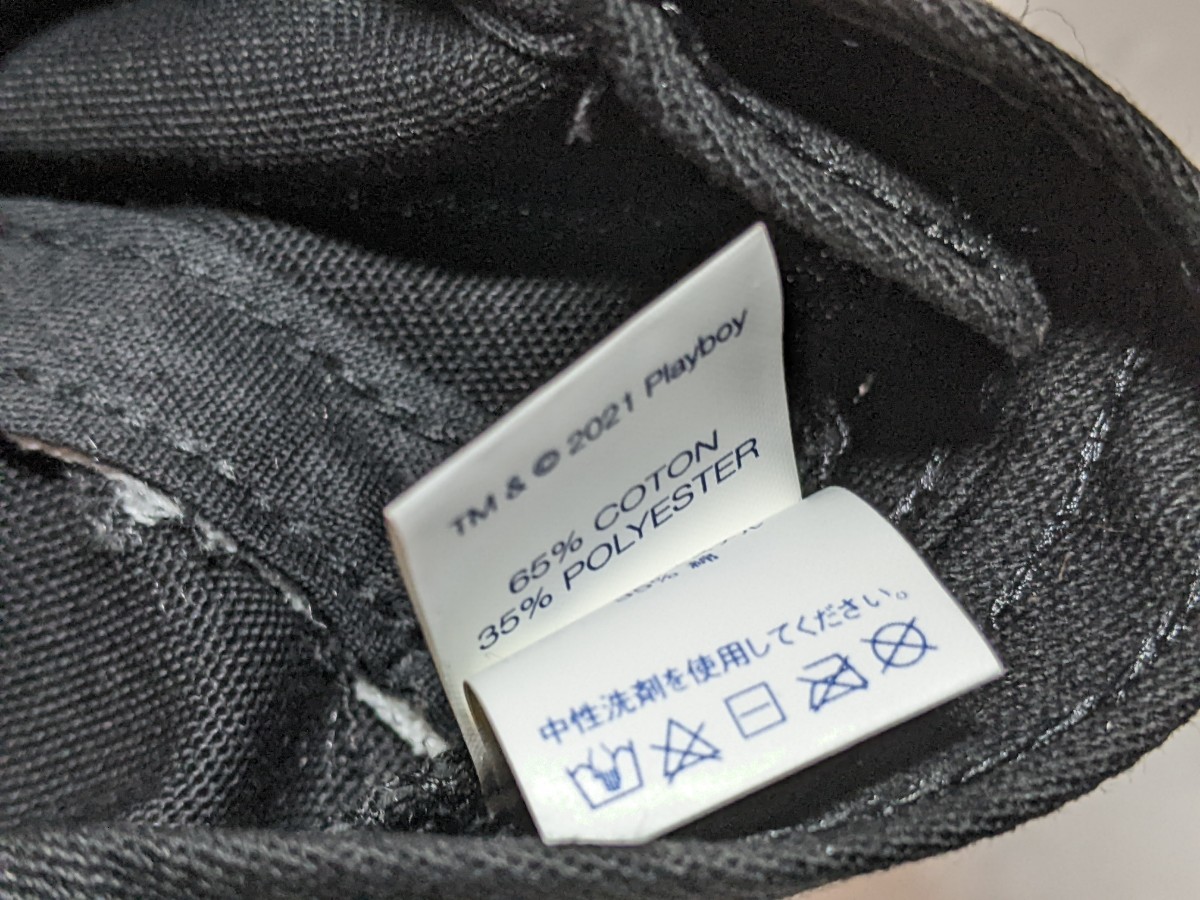 TM & © 2021 Playboy
65% COTTON
35% POLYESTER
中性洗剤を使用してください。